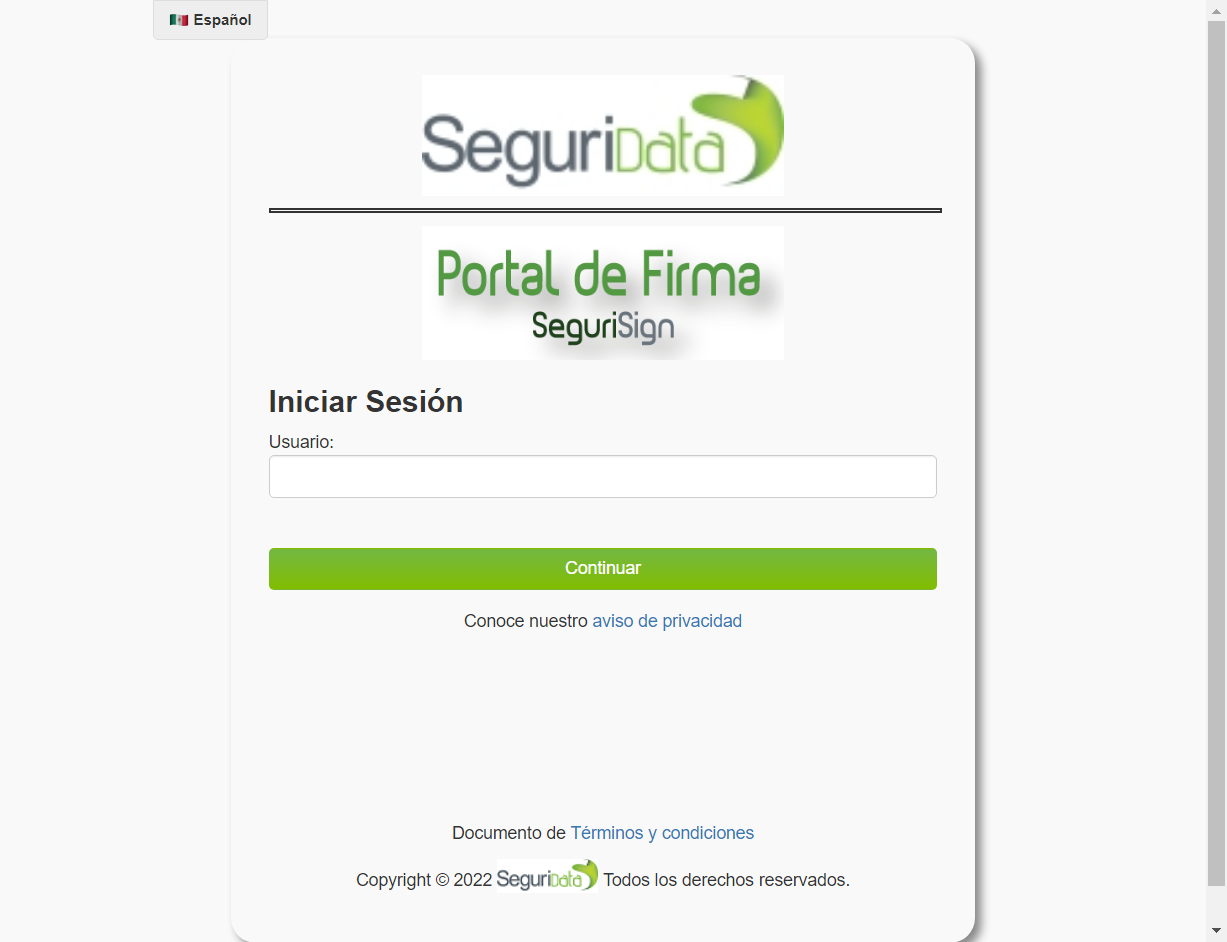 Español
SeguriData
Portal de Firma
SeguriSign
Iniciar Sesión
Usuario:
Continuar
Conoce nuestro aviso de privacidad
Documento de Términos y condiciones
Copyright © 2022 SeguriData Todos los derechos reservados.